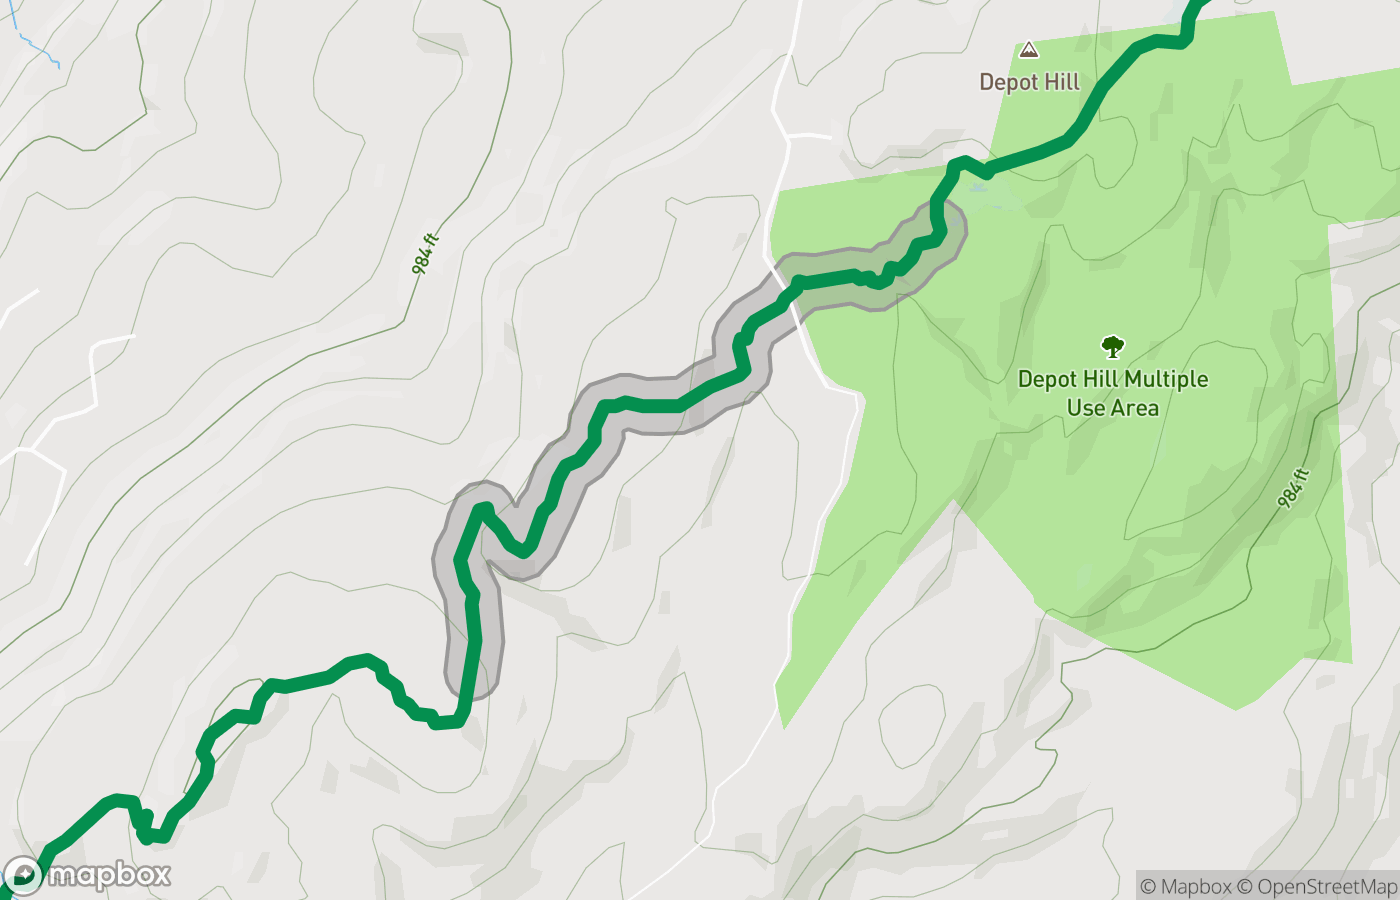 Depot Hill
984 ft
Depot Hill Multiple
Use Area
984 ft
mapbox
© Mapbox © OpenStreetMap